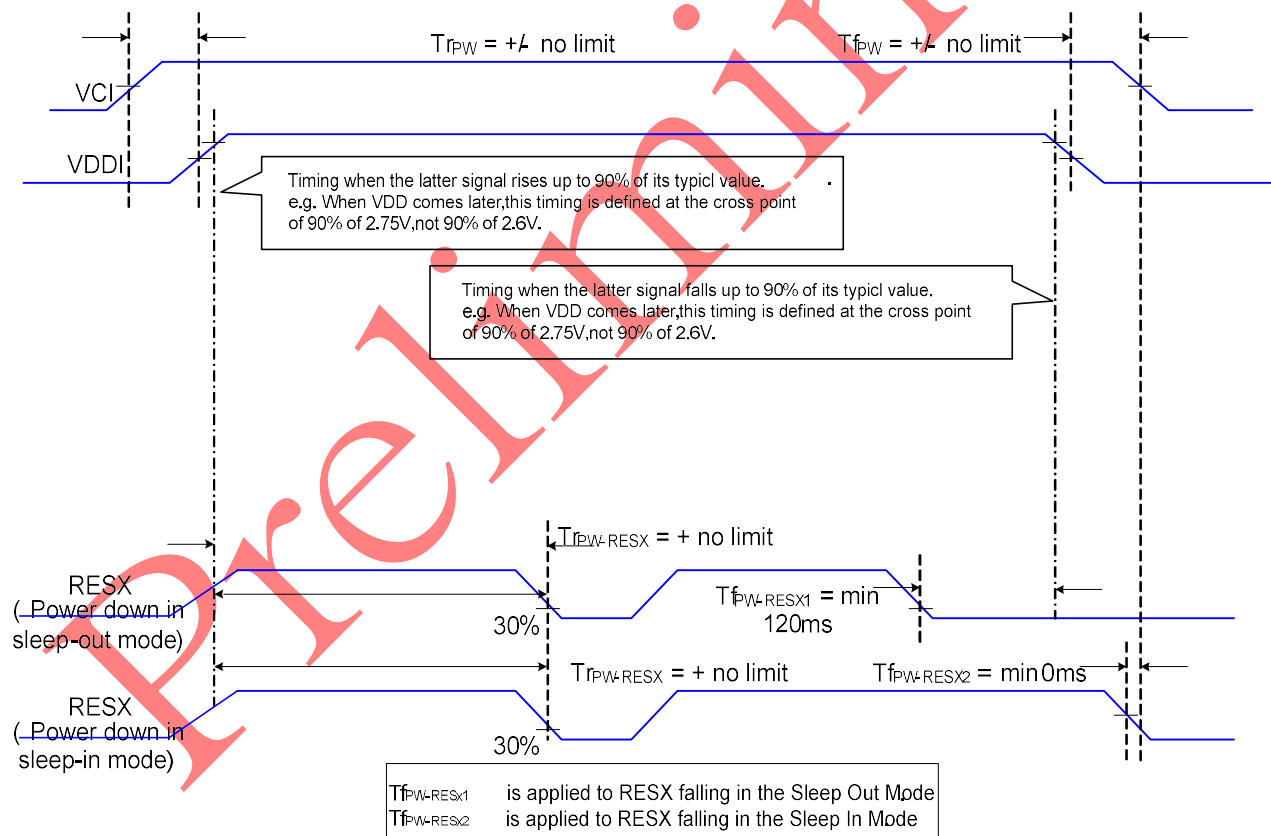 TrPW = +/- no limit
TfPW = +/- no limit
VCI
VDDI
Timing when the latter signal rises up to 90% of its typicl value.
e.g. When VDD comes later,this timing is defined at the cross point
of 90% of 2.75V,not 90% of 2.6V.
Timing when the latter signal falls up to 90% of its typicl value.
e.g. When VDD comes later,this timing is defined at the cross point
of 90% of 2.75V,not 90% of 2.6V.
TrPW-RESX = + no limit
RESX
( Power down in
sleep-out mode)
30%
TfPW-RESX1 = min
120ms
TrPW-RESX = + no limit
TfPW-RESX2 = min0ms
RESX
( Power down in
sleep-in mode)
30%
TfPW-RESx1 is applied to RESX falling in the Sleep Out Mode
TfPW-RESx2 is applied to RESX falling in the Sleep In Mode
Prelimin